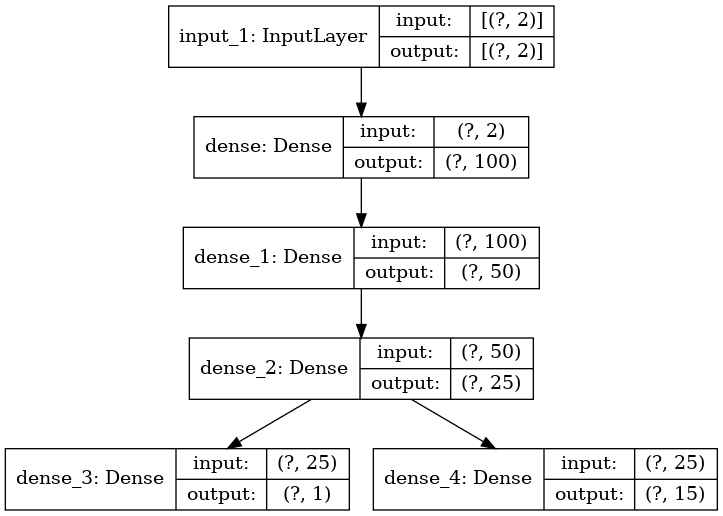 input_1: InputLayer
input:
[(?, 2)]
output:
[(?, 2)]
dense: Dense
input:
(?, 2)
output:
(?, 100)
dense_1: Dense
input:
(?, 100)
output:
(?, 50)
dense_2: Dense
input:
(?, 50)
output:
(?, 25)
dense_3: Dense
input:
(?, 25)
output:
(?, 1)
dense_4: Dense
input:
(?, 25)
output:
(?, 15)